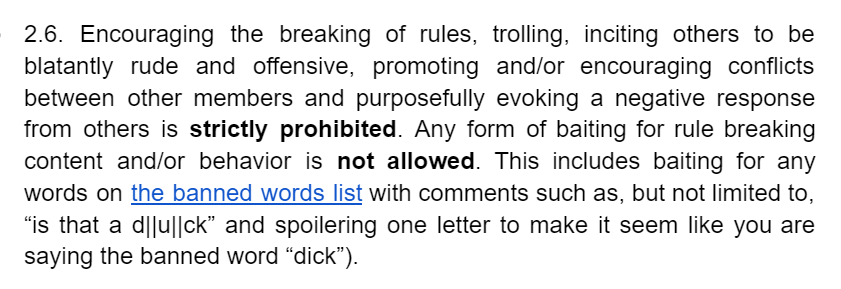 2.6. Encouraging the breaking of rules, trolling, inciting others to be
blatantly rude and offensive, promoting and/or encouraging conflicts
between other members and purposefully evoking a negative response
from others is strictly prohibited. Any form of baiting for rule breaking
content and/or behavior is not allowed. This includes baiting for any
words on the banned words list with comments such as, but not limited to,
“is that a d||u||ck” and spoilering one letter to make it seem like you are
saying the banned word “dick”).